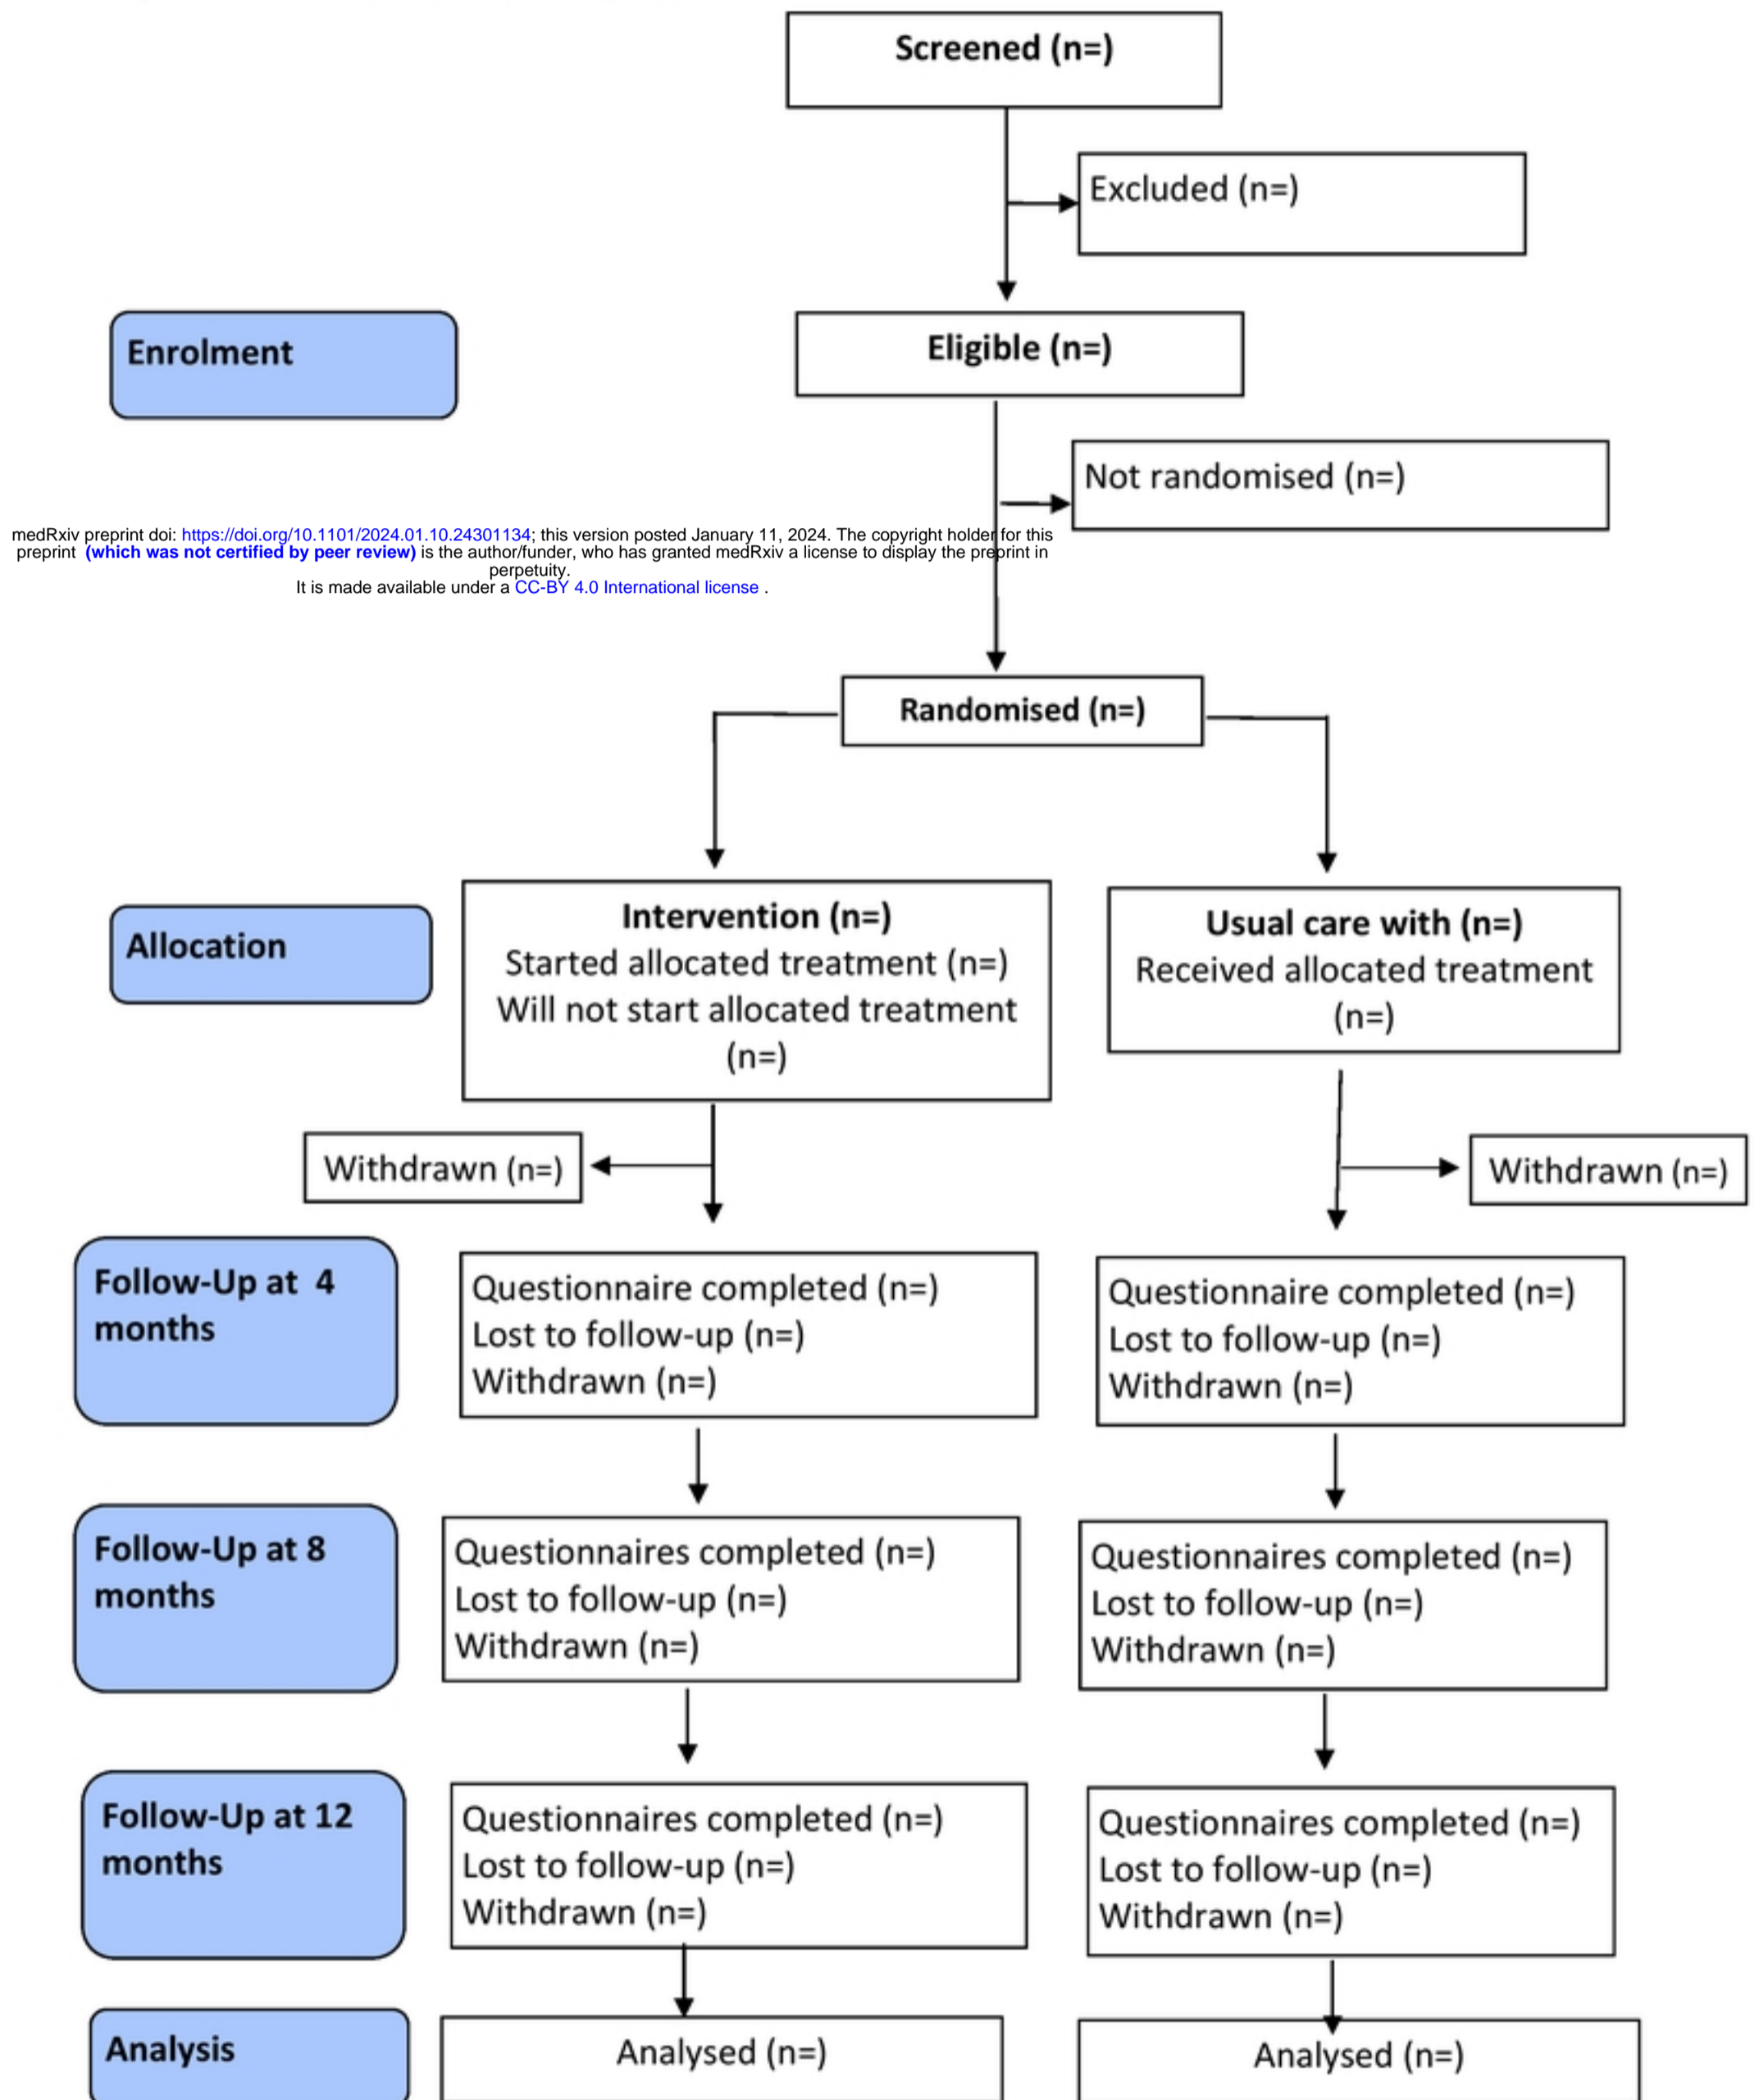 Screened (n=)
Excluded (n=)
Enrolment
Eligible (n=)
Not randomised (n=)
medRxiv preprint doi: https://doi.org/10.1101/2024.01.10.24301134; this version posted January 11, 2024. The copyright holder for this
preprint (which was not certified by peer review) is the author/funder, who has granted medRxiv a license to display the preprint in
perpetuity.
It is made available under a CC-BY 4.0 International license .
Randomised (n=)
Allocation
Intervention (n=)
Started allocated treatment (n=)
Will not start allocated treatment
(n=)
Usual care with (n=)
Received allocated treatment
(n=)
Withdrawn (n=)
Withdrawn (n=)
Follow-Up at  4
months
Questionnaire completed (n=)
Lost to follow-up (n=)
Withdrawn (n=)
Questionnaire completed (n=)
Lost to follow-up (n=)
Withdrawn (n=)
Follow-Up at 8
months
Questionnaires completed (n=)
Lost to follow-up (n=)
Withdrawn (n=)
Questionnaires completed (n=)
Lost to follow-up (n=)
Withdrawn (n=)
Follow-Up at 12
months
Questionnaires completed (n=)
Lost to follow-up (n=)
Withdrawn (n=)
Questionnaires completed (n=)
Lost to follow-up (n=)
Withdrawn (n=)
Analysis
Analysed (n=)
Analysed (n=)